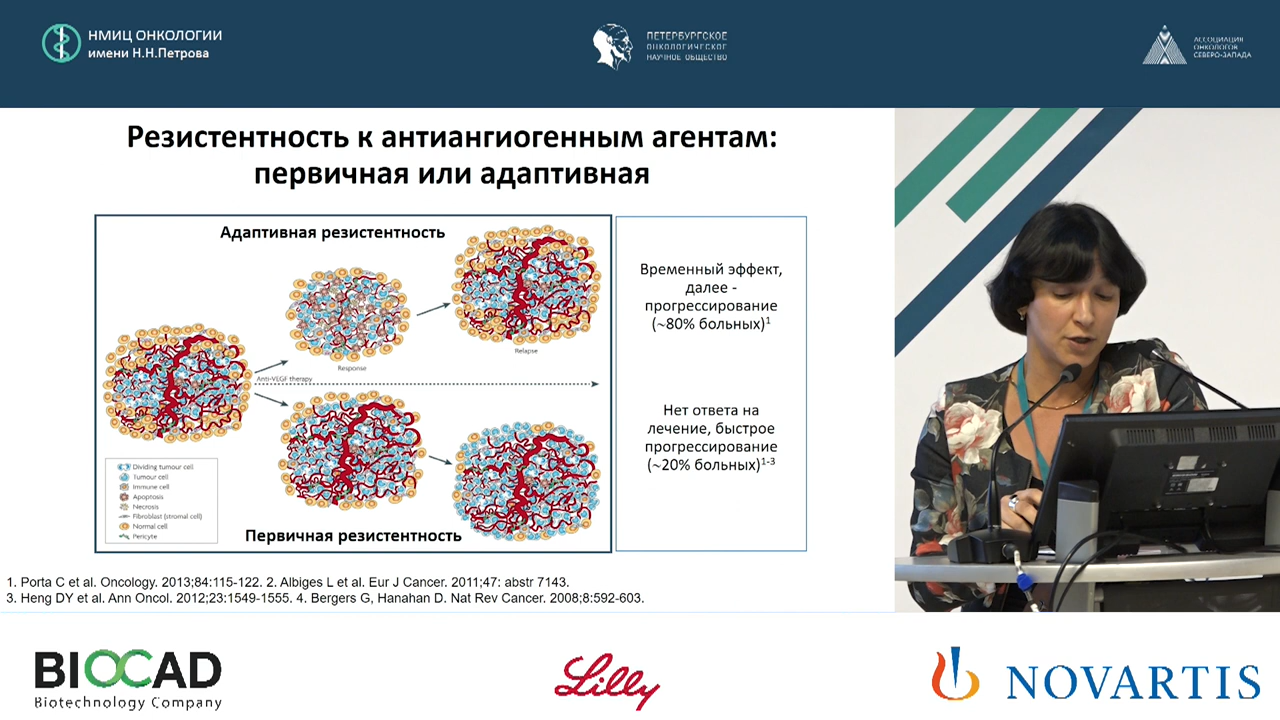 НМИЦ ОНКОЛОГИИ
имени Н.Н.Петрова
ПЕТЕРБУРГСКОЕ
ОНКОЛОГИЧЕСКОЕ
НАУЧНОЕ ОБЩЕСТВО
АССОЦИАЦИЯ
ОНКОЛОГОВ
СЕВЕРО-ЗАПАДА
Резистентность к антиангиогенным агентам:
первичная или адаптивная
Адаптивная резистентность
Response
Relapse
Anti-VEGF therapy
Dividing tumour cell
Tumour cell
Immune cell
Apoptosis
Necrosis
Fibroblast (stromal cell)
Normal cell
Pericyte
Первичная резистентность
Временный эффект,
далее -
прогрессирование
(~80% больных)¹
Нет ответа на
лечение, быстрое
прогрессирование
(~20% больных)¹⁻³
1. Porta C et al. Oncology. 2013;84:115-122. 2. Albiges L et al. Eur J Cancer. 2011;47: abstr 7143.
3. Heng DY et al. Ann Oncol. 2012;23:1549-1555. 4. Bergers G, Hanahan D. Nat Rev Cancer. 2008;8:592-603.
BIOCAD
Biotechnology Company
Lilly
NOVARTIS